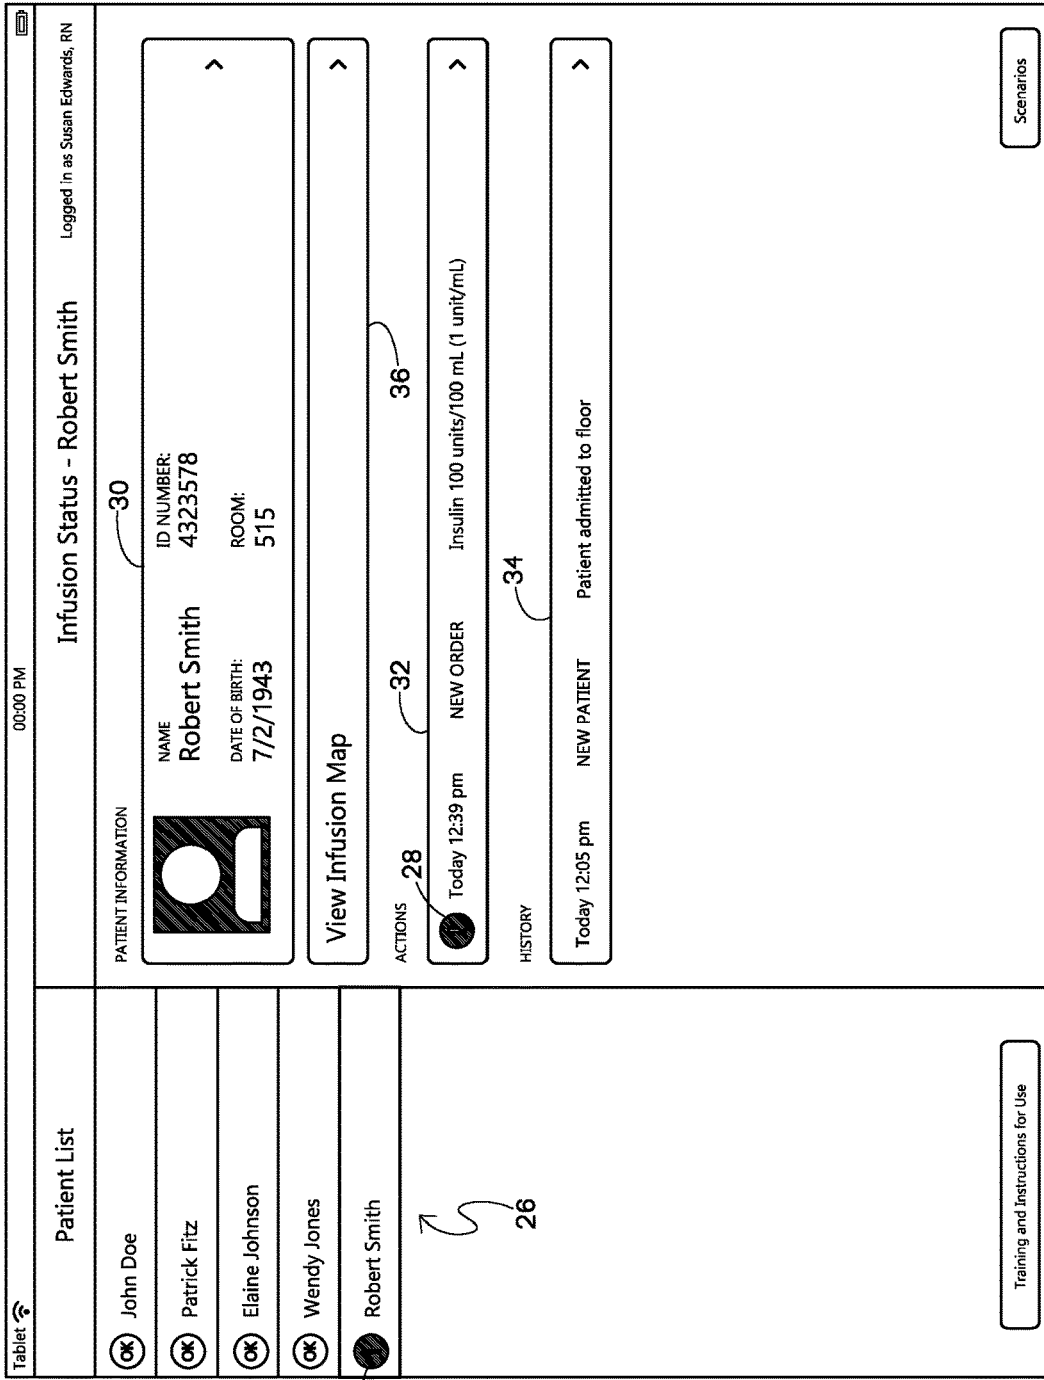 Tablet
00:00 PM
Patient List
Infusion Status - Robert Smith
Logged in as Susan Edwards, RN
OK John Doe
OK Patrick Fitz
OK Elaine Johnson
OK Wendy Jones
Robert Smith
26
Training and Instructions for Use
PATIENT INFORMATION
30
NAME
Robert Smith
ID NUMBER:
4323578
DATE OF BIRTH:
7/2/1943
ROOM:
515
View Infusion Map
36
ACTIONS
28
32
Today 12:39 pm NEW ORDER Insulin 100 units/100 mL (1 unit/mL)
HISTORY
34
Today 12:05 pm NEW PATIENT Patient admitted to floor
Scenarios